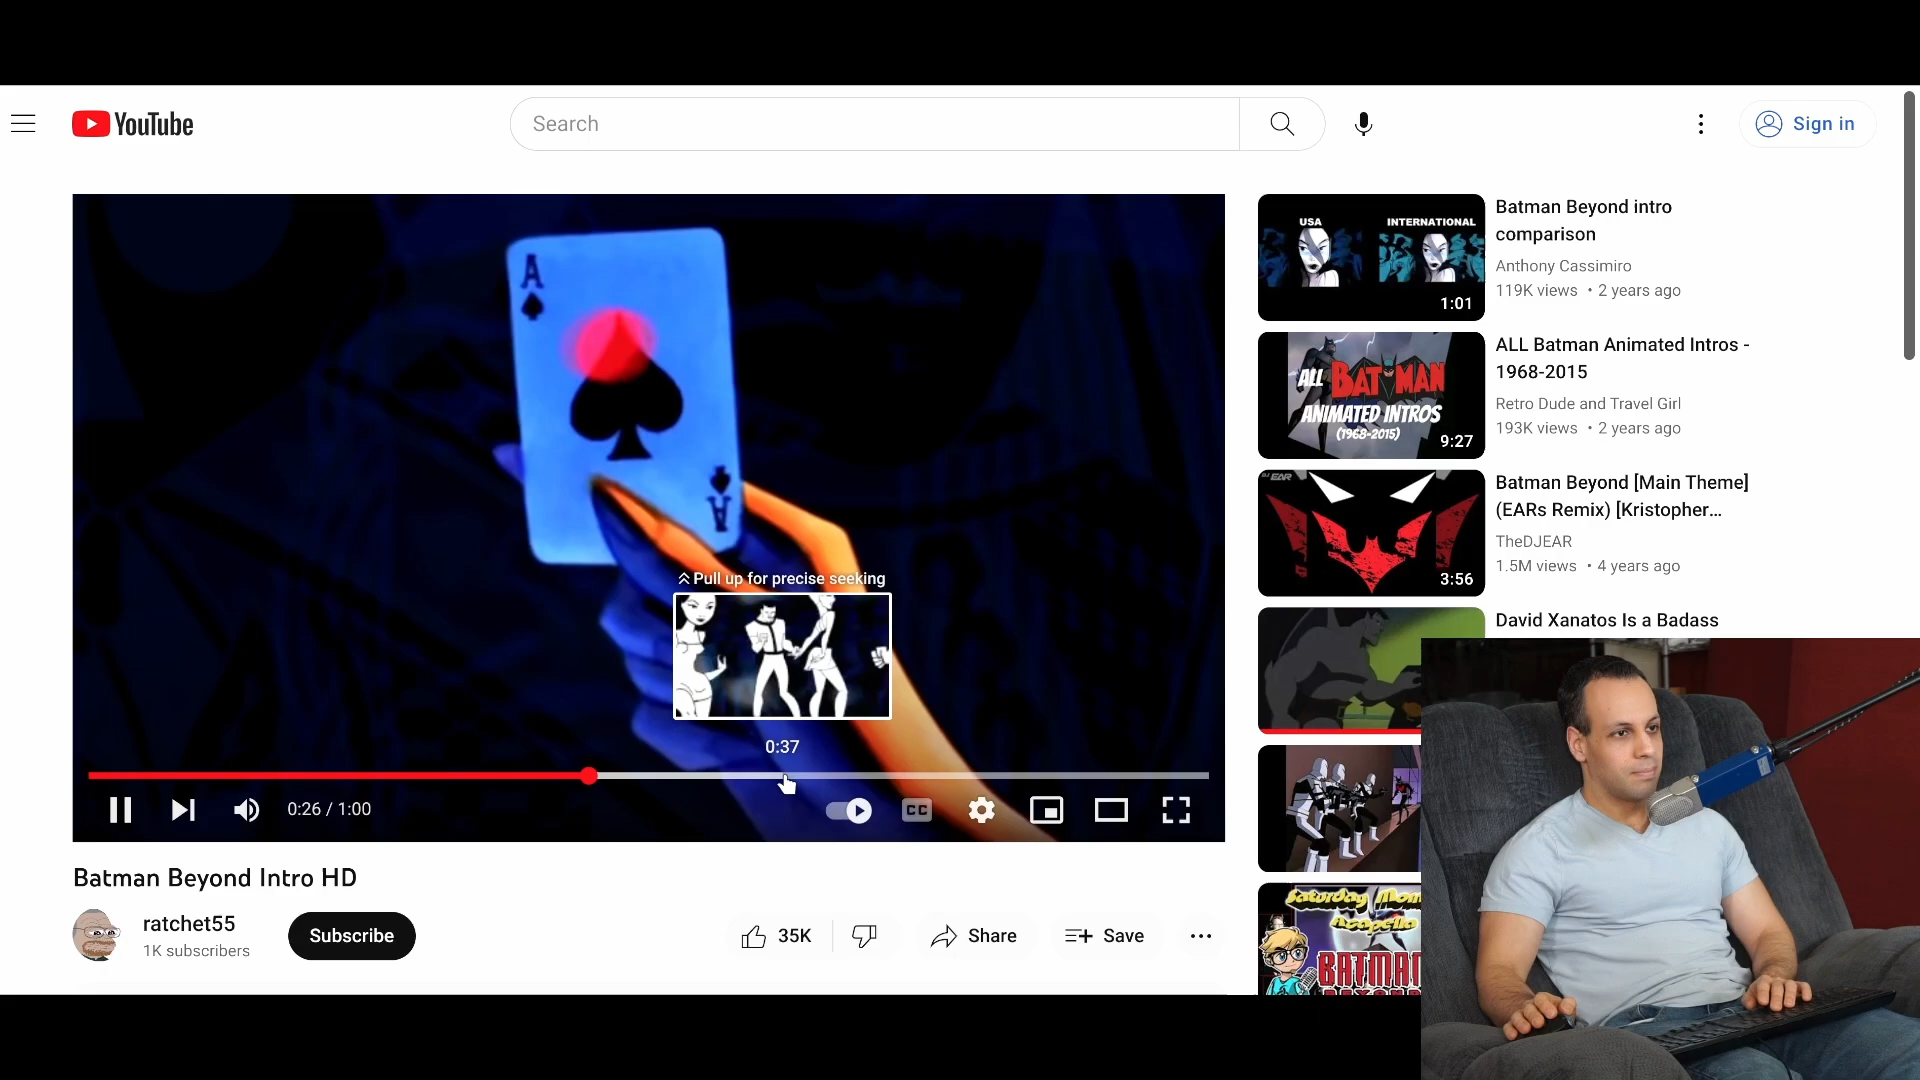 YouTube
Search
Sign in
A
A
Pull up for precise seeking
0:37
0:26 / 1:00
CC
Batman Beyond Intro HD
ratchet55
1K subscribers
Subscribe
35K
Share
Save
USA
INTERNATIONAL
1:01
Batman Beyond intro
comparison
Anthony Cassimiro
119K views • 2 years ago
ALL BATMAN
ANIMATED INTROS
(1968-2015)
9:27
ALL Batman Animated Intros -
1968-2015
Retro Dude and Travel Girl
193K views • 2 years ago
EAR
3:56
Batman Beyond [Main Theme]
(EARs Remix) [Kristopher...
TheDJEAR
1.5M views • 4 years ago
David Xanatos Is a Badass
Saturday
Acapella